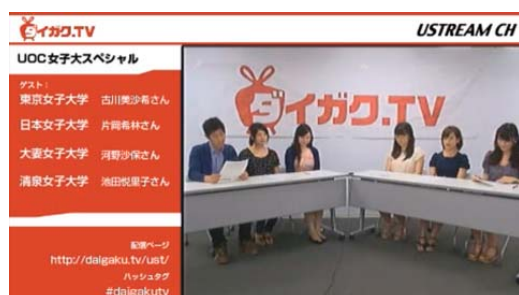 ダイガク.TV
USTREAM CH
UOC女子大スペシャル
ゲスト:
東京女子大学 古川美沙希さん
日本女子大学 片岡希林さん
大妻女子大学 河野沙保さん
清泉女子大学 池田悦里子さん
ダイガク.TV
配信ページ
http://daigaku.tv/ust/
ハッシュタグ
#daigakutv